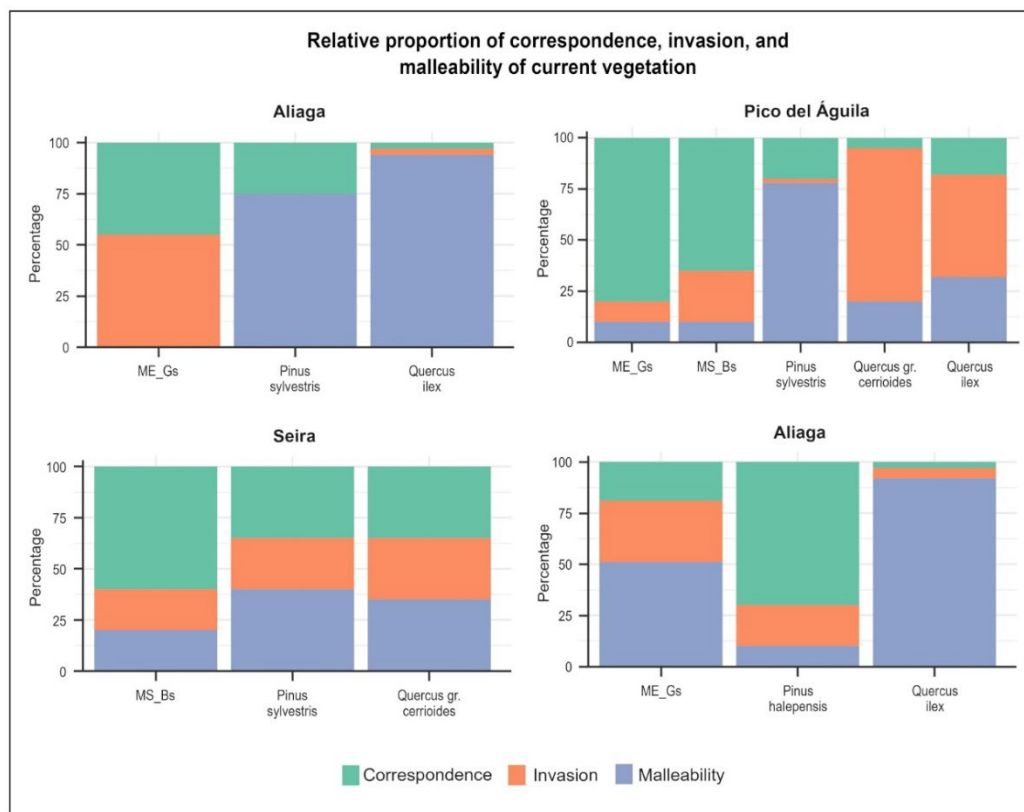 Relative proportion of correspondence, invasion, and
malleability of current vegetation
Aliaga
Percentage
100
75
50
25
0
ME_Gs
Pinus
sylvestris
Quercus
ilex
Pico del Águila
Percentage
100
75
50
25
0
ME_Gs
MS_Bs
Pinus
sylvestris
Quercus gr.
cerrioides
Quercus
ilex
Seira
Percentage
100
75
50
25
0
MS_Bs
Pinus
sylvestris
Quercus gr.
cerrioides
Aliaga
Percentage
100
75
50
25
0
ME_Gs
Pinus
halepensis
Quercus
ilex
Correspondence Invasion Malleability